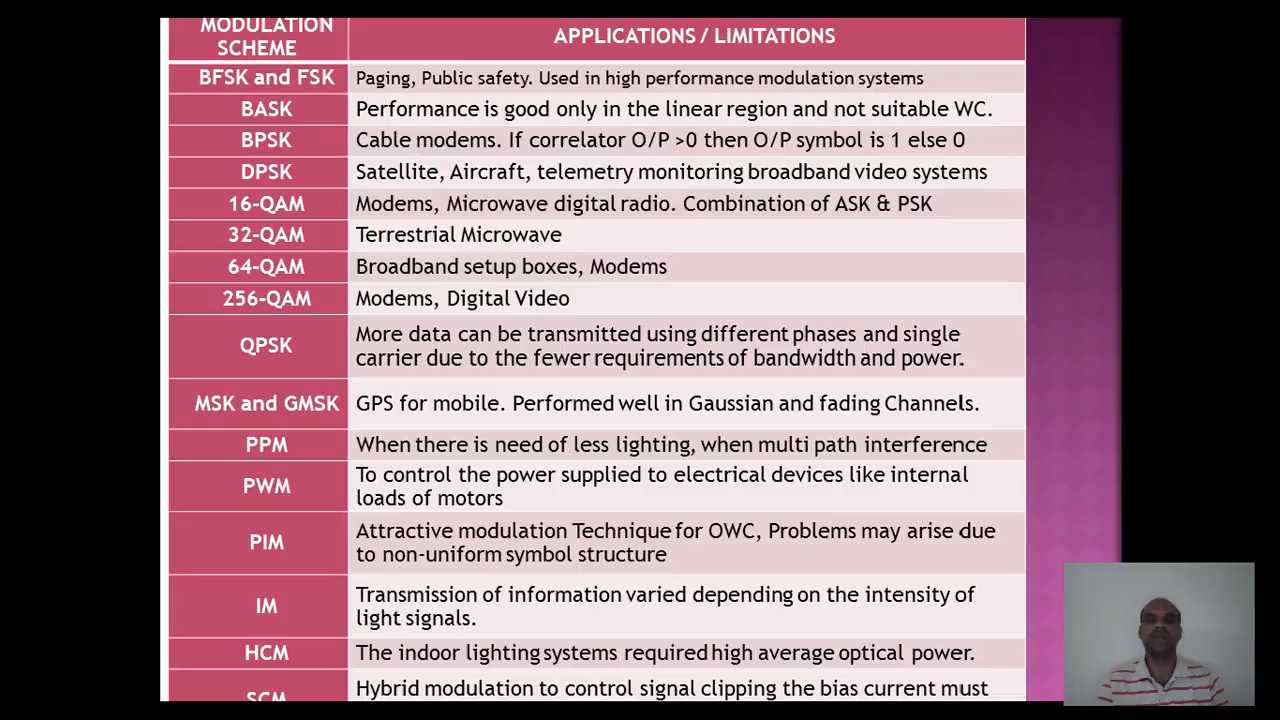 MODULATION
SCHEME
APPLICATIONS / LIMITATIONS
BFSK and FSK
Paging, Public safety. Used in high performance modulation systems
BASK
Performance is good only in the linear region and not suitable WC.
BPSK
Cable modems. If correlator O/P >0 then O/P symbol is 1 else 0
DPSK
Satellite, Aircraft, telemetry monitoring broadband video systems
16-QAM
Modems, Microwave digital radio. Combination of ASK & PSK
32-QAM
Terrestrial Microwave
64-QAM
Broadband setup boxes, Modems
256-QAM
Modems, Digital Video
QPSK
More data can be transmitted using different phases and single
carrier due to the fewer requirements of bandwidth and power.
MSK and GMSK
GPS for mobile. Performed well in Gaussian and fading Channels.
PPM
When there is need of less lighting, when multi path interference
PWM
To control the power supplied to electrical devices like internal
loads of motors
PIM
Attractive modulation Technique for OWC, Problems may arise due
to non-uniform symbol structure
IM
Transmission of information varied depending on the intensity of
light signals.
HCM
The indoor lighting systems required high average optical power.
SCM
Hybrid modulation to control signal clipping the bias current must